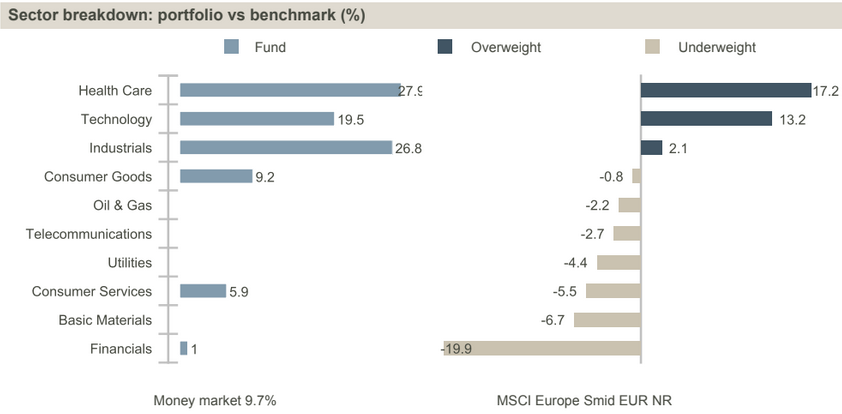 Sector breakdown: portfolio vs benchmark (%)
Fund Overweight Underweight
Health Care 27.9 17.2
Technology 19.5 13.2
Industrials 26.8 2.1
Consumer Goods 9.2 -0.8
Oil & Gas -2.2
Telecommunications -2.7
Utilities -4.4
Consumer Services 5.9 -5.5
Basic Materials -6.7
Financials 1 -19.9
Money market 9.7% MSCI Europe Smid EUR NR